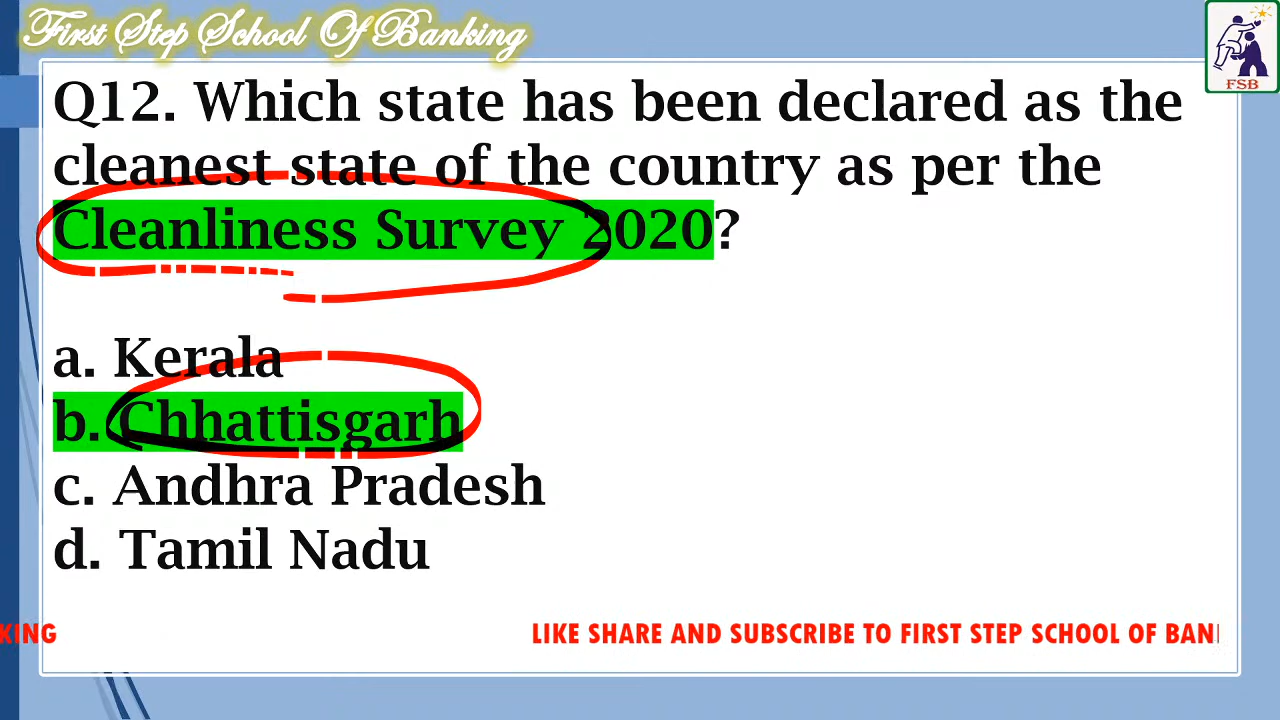 First Step School Of Banking
FSB
Q12. Which state has been declared as the
cleanest state of the country as per the
Cleanliness Survey 2020?
a. Kerala
b. Chhattisgarh
c. Andhra Pradesh
d. Tamil Nadu
KING LIKE SHARE AND SUBSCRIBE TO FIRST STEP SCHOOL OF BAN